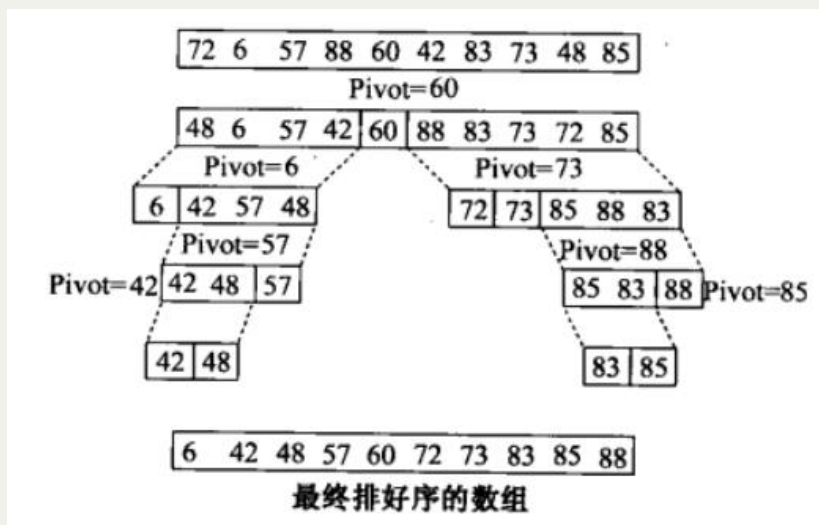 72 6 57 88 60 42 83 73 48 85
Pivot=60
48 6 57 42 60 88 83 73 72 85
Pivot=6 Pivot=73
6 42 57 48 72 73 85 88 83
Pivot=57 Pivot=88
Pivot=42 42 48 57 85 83 88 Pivot=85
42 48 83 85
6 42 48 57 60 72 73 83 85 88
最终排好序的数组